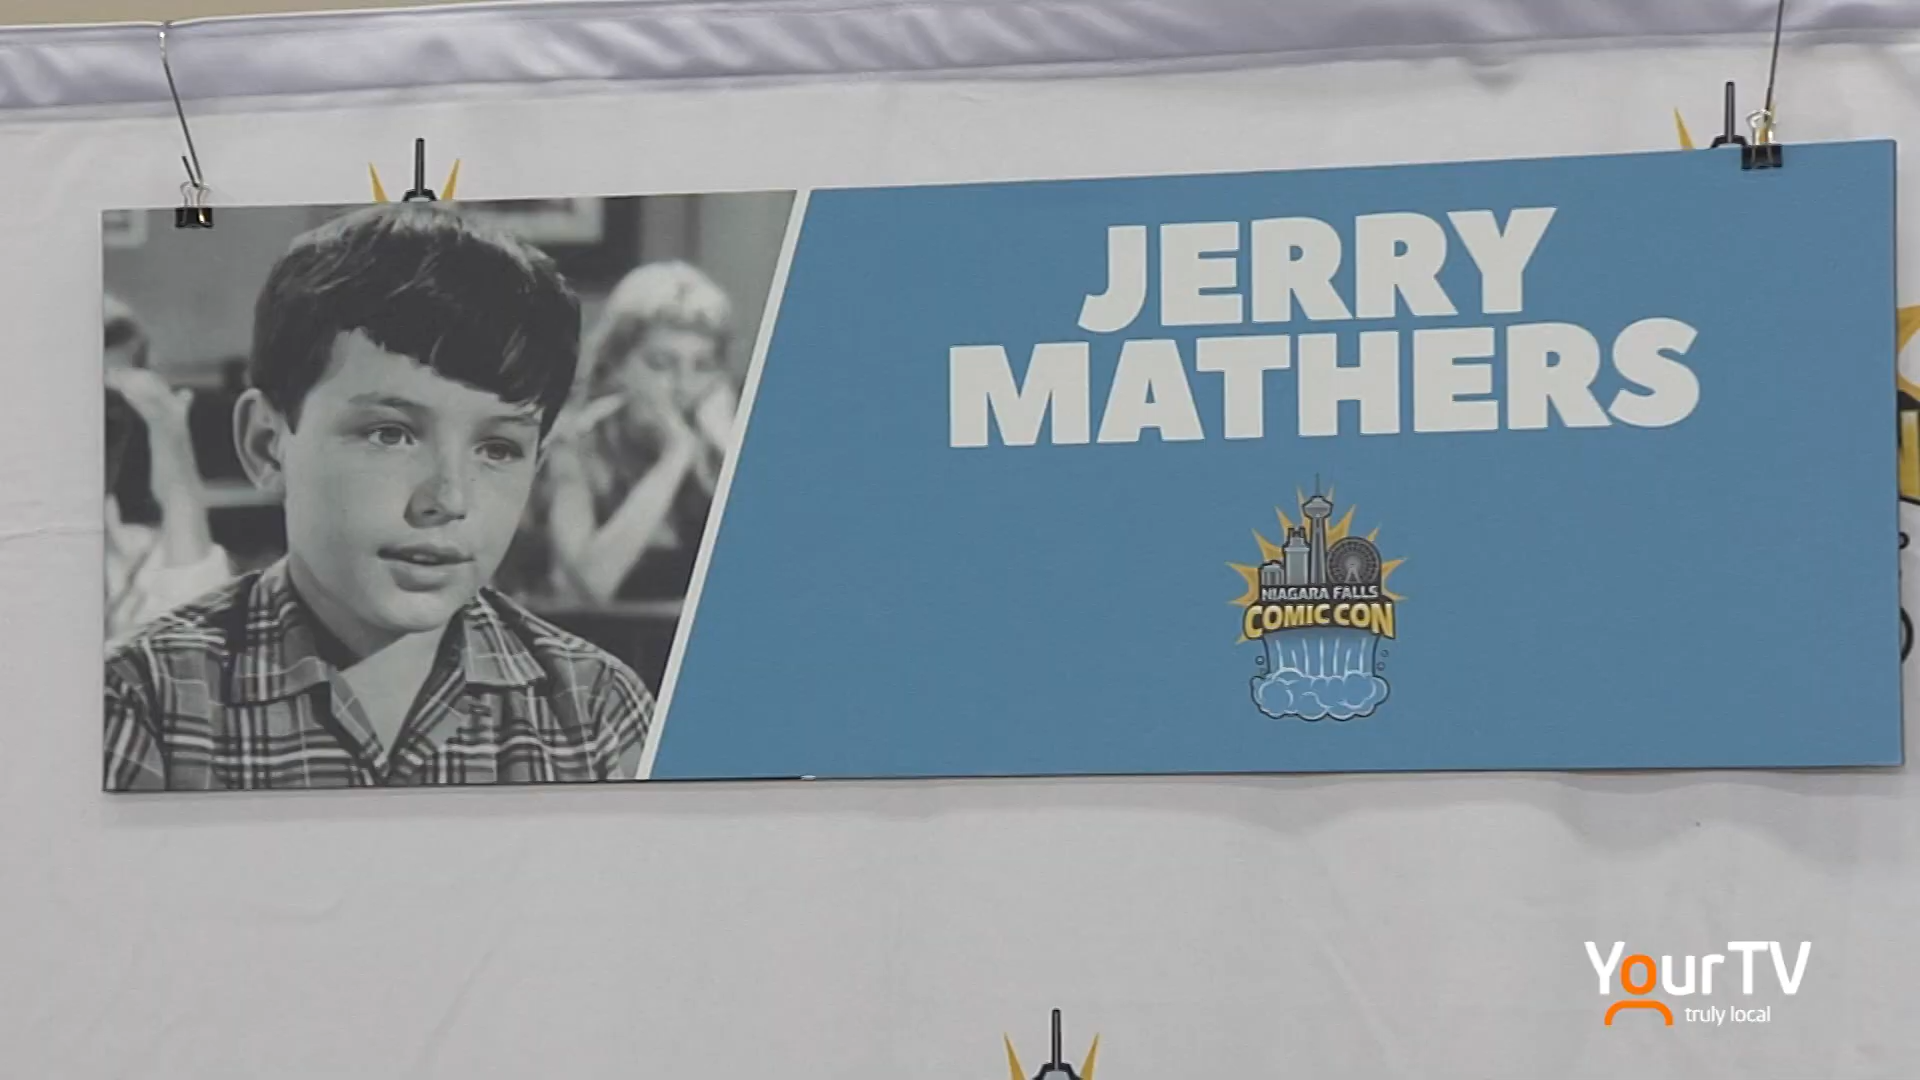 JERRY
MATHERS
NIAGARA FALLS
COMIC CON
YourTV
truly local